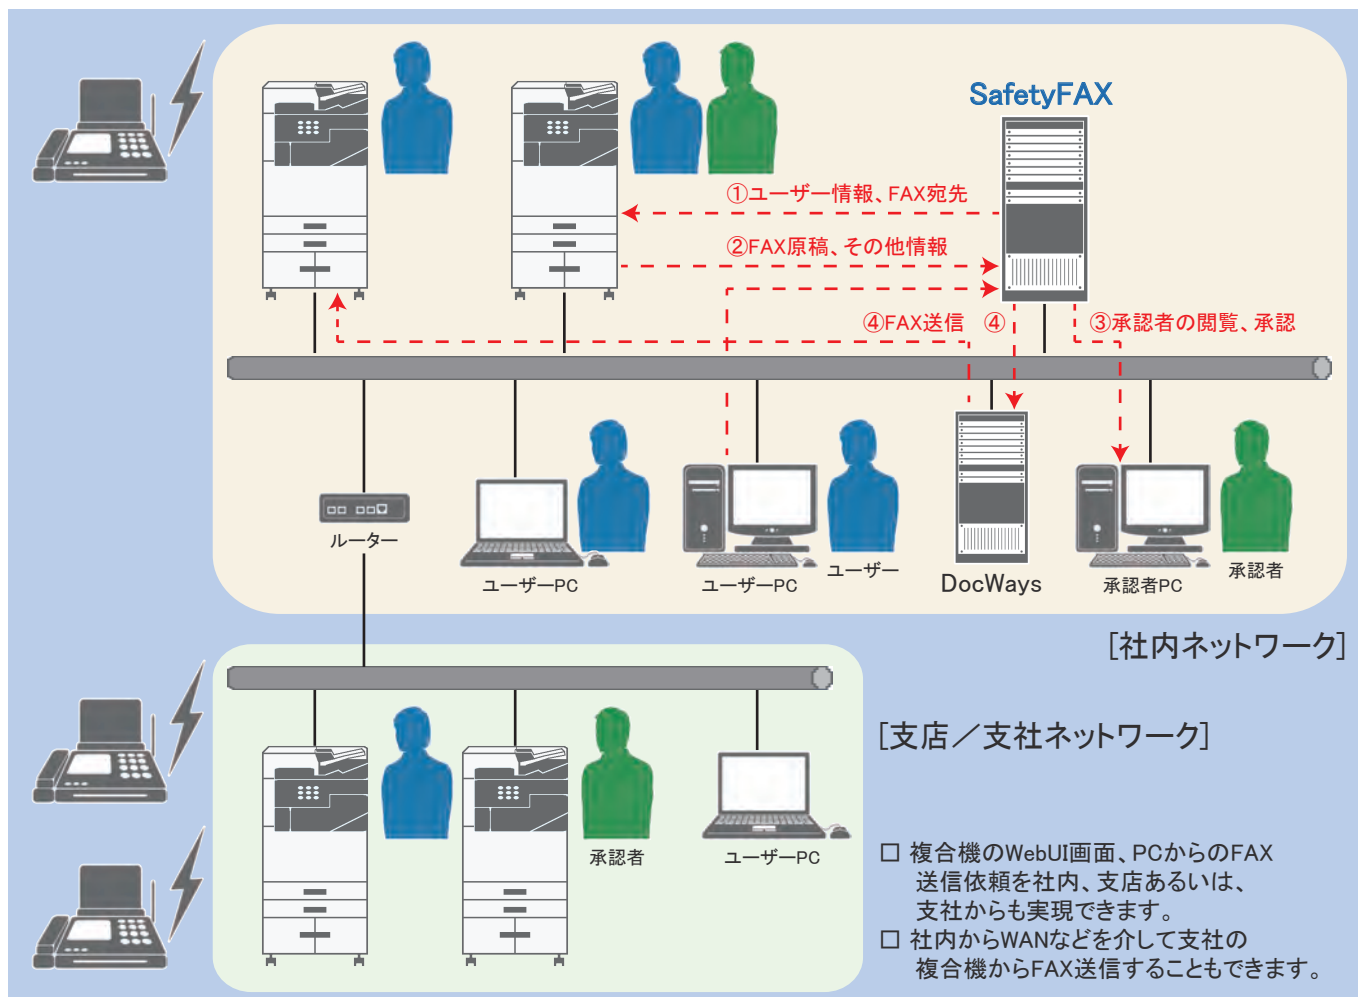 SafetyFAX
①ユーザー情報、FAX宛先
②FAX原稿、その他情報
④FAX送信
④
③承認者の閲覧、承認
ルーター
ユーザーPC
ユーザーPC
ユーザー
DocWays
承認者PC
承認者
[社内ネットワーク]
[支店／支社ネットワーク]
承認者
ユーザーPC
□ 複合機のWebUI画面、PCからのFAX
送信依頼を社内、支店あるいは、
支社からも実現できます。
□ 社内からWANなどを介して支社の
複合機からFAX送信することもできます。